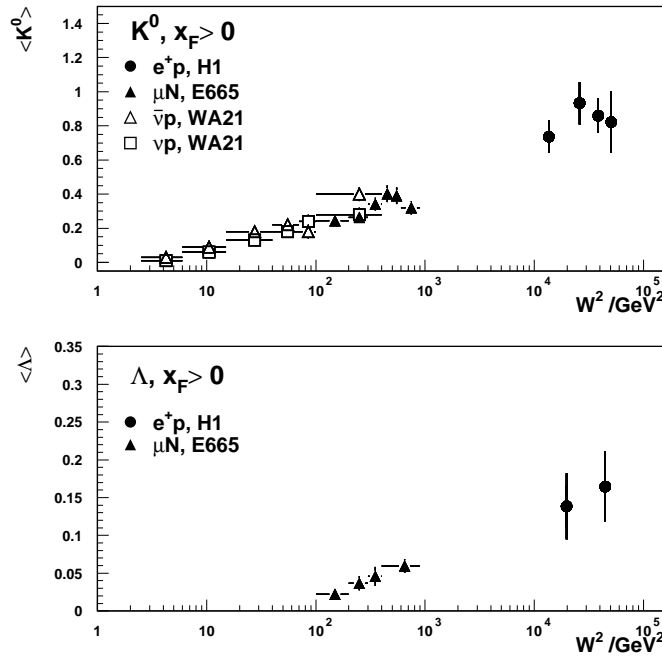 <K⁰>
K⁰, x_F > 0
e⁺p, H1
μN, E665
ν̄p, WA21
νp, WA21
1.4
1.2
1
0.8
0.6
0.4
0.2
0
1 10 10² 10³ 10⁴ 10⁵
W² /GeV²
<Λ>
Λ, x_F > 0
e⁺p, H1
μN, E665
0.35
0.3
0.25
0.2
0.15
0.1
0.05
0
1 10 10² 10³ 10⁴ 10⁵
W² /GeV²